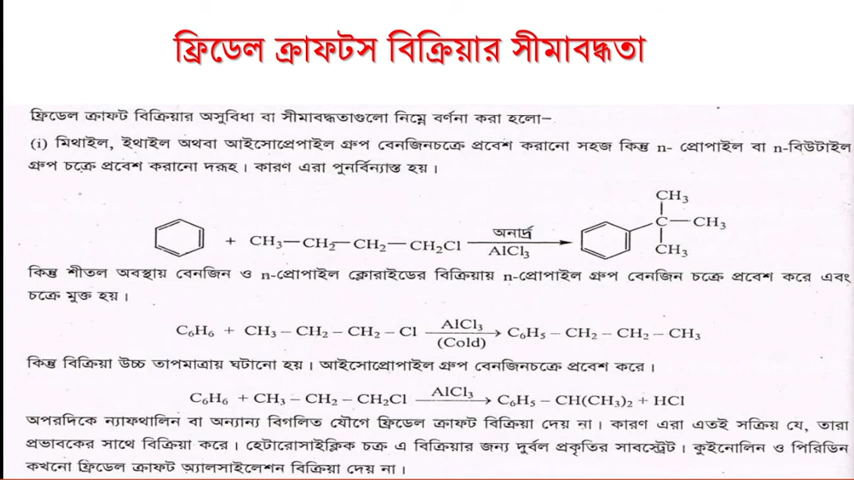 ফ্রিডেল ক্রাফটস বিক্রিয়ার সীমাবদ্ধতা
ফ্রিডেল ক্রাফট বিক্রিয়ার অসুবিধা বা সীমাবদ্ধতাগুলো নিম্নে বর্ণনা করা হলো–
(i) মিথাইল, ইথাইল অথবা আইসোপ্রেপাইল গ্রুপ বেনজিনচক্রে প্রবেশ করানো সহজ কিন্তু n- প্রোপাইল বা n-বিউটাইল
গ্রুপ চক্রে প্রবেশ করানো দরূহ। কারণ এরা পুনর্বিন্যাস্ত হয়।
CH₃
+ CH₃—CH₂—CH₂—CH₂Cl অনার্দ্র AlCl₃ C—CH₃
CH₃
কিন্তু শীতল অবস্থায় বেনজিন ও n-প্রোপাইল ক্লোরাইডের বিক্রিয়ায় n-প্রোপাইল গ্রুপ বেনজিন চক্রে প্রবেশ করে এবং
চক্রে মুক্ত হয়।
C₆H₆ + CH₃ – CH₂ – CH₂ – Cl AlCl₃ (Cold) → C₆H₅ – CH₂ – CH₂ – CH₃
কিন্তু বিক্রিয়া উচ্চ তাপমাত্রায় ঘটানো হয়। আইসোপ্রোপাইল গ্রুপ বেনজিনচক্রে প্রবেশ করে।
C₆H₆ + CH₃ – CH₂ – CH₂Cl AlCl₃ → C₆H₅ – CH(CH₃)₂ + HCl
অপরদিকে ন্যাফথালিন বা অন্যান্য বিগলিত যৌগে ফ্রিডেল ক্রাফট বিক্রিয়া দেয় না। কারণ এরা এতই সক্রিয় যে, তারা
প্রভাবকের সাথে বিক্রিয়া করে। হেটারোসাইক্লিক চক্র এ বিক্রিয়ার জন্য দুর্বল প্রকৃতির সাবস্ট্রেট। কুইনোলিন ও পিরিডিন
কখনো ফ্রিডেল ক্রাফট অ্যালসাইলেশন বিক্রিয়া দেয় না।